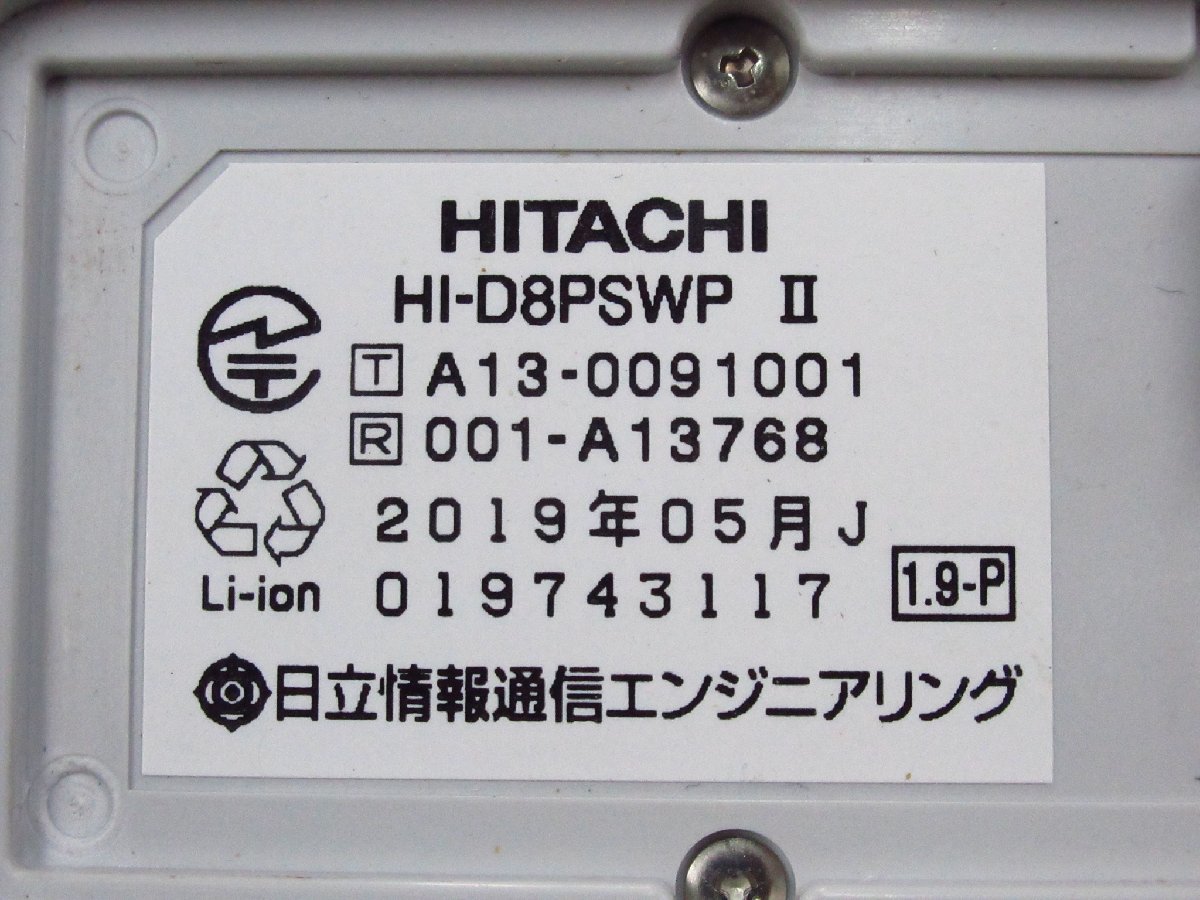 HITACHI
HI-D8PSWP Ⅱ
T A13-0091001
R 001-A13768
2019年05月J
Li-ion
019743117
1.9-P
日立情報通信エンジニアリング